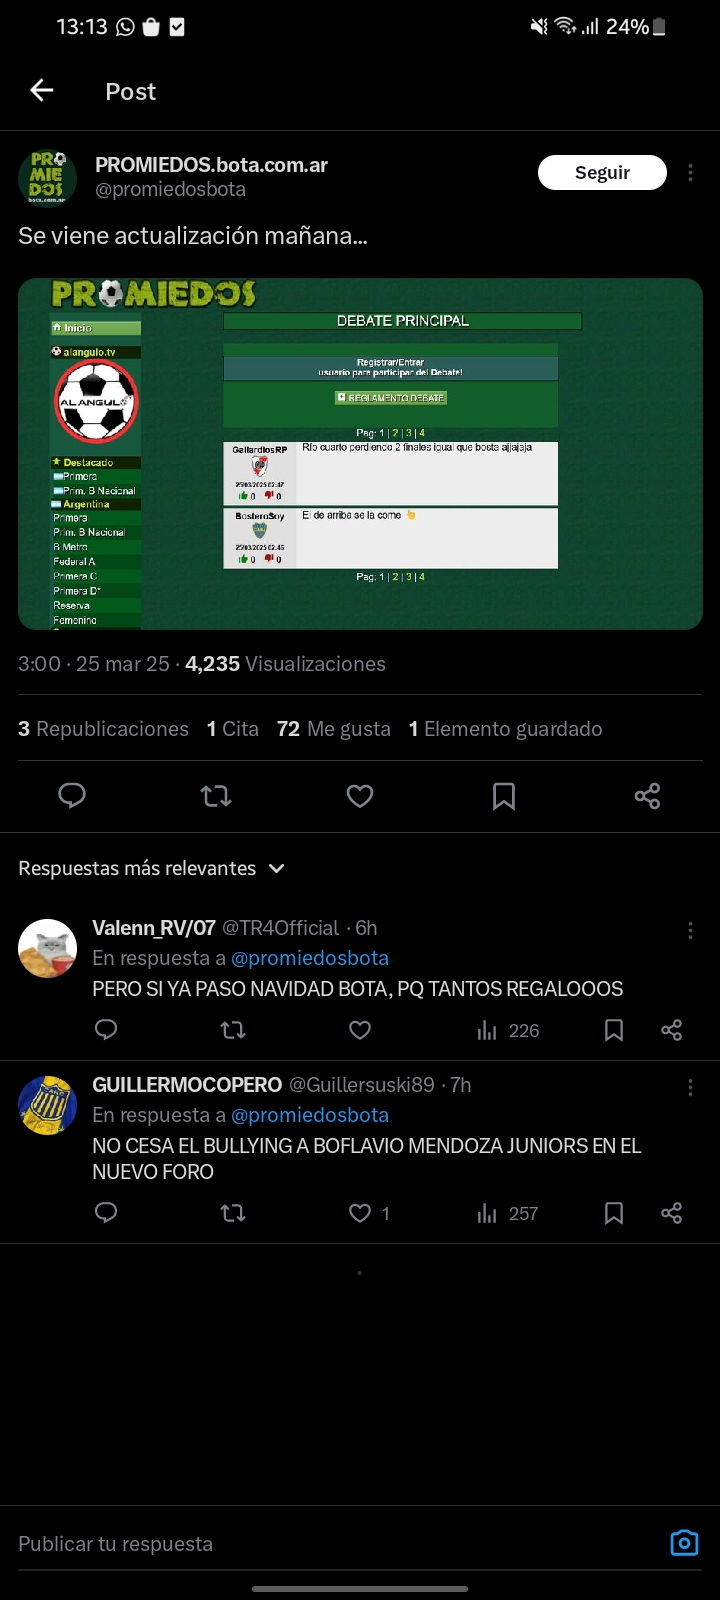 13:13
24%
Post
PROMIEDOS.bota.com.ar
@promiedosbota
Seguir
Se viene actualización mañana...
PROMIEDOS
Inicio
alangulo.tv
ALANGULO
Destacado
Primera
Prim. B Nacional
Argentina
Primera
Prim. B Nacional
B Metro
Federal A
Primera C
Primera D*
Reserva
Femenino
DEBATE PRINCIPAL
Registrar/Entrar
usuario para participar del Debate!
REGLAMENTO DEBATE
Pag: 1 | 2 | 3 | 4
GallardiosRP
Río cuarto perdiendo 2 finales igual que bosta ajjajaja
25/03/2025 02:47
0 0
BosteroSoy
El de arriba se la come 👆
25/03/2025 02:46
0 0
Pag: 1 | 2 | 3 | 4
3:00 · 25 mar 25 · 4,235 Visualizaciones
3 Republicaciones 1 Cita 72 Me gusta 1 Elemento guardado
Respuestas más relevantes
Valenn_RV/07 @TR4Official · 6h
En respuesta a @promiedosbota
PERO SI YA PASO NAVIDAD BOTA, PQ TANTOS REGALOOOS
226
GUILLERMOCOPERO @Guillersuski89 · 7h
En respuesta a @promiedosbota
NO CESA EL BULLYING A BOFLAVIO MENDOZA JUNIORS EN EL
NUEVO FORO
1 257
Publicar tu respuesta